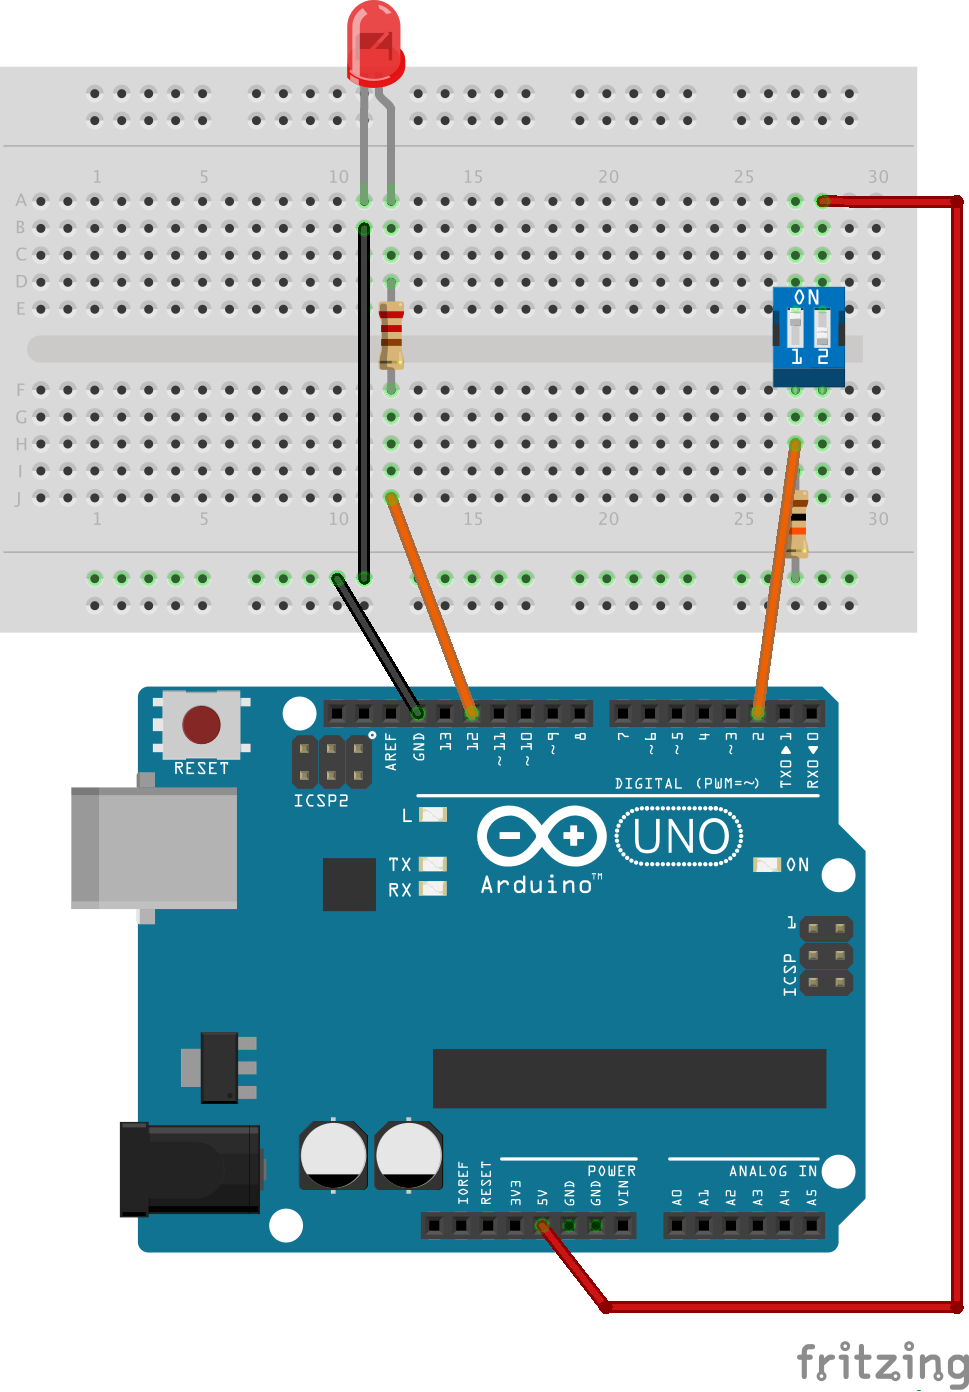 1 5 10 15 20 25 30
A
B
C
D
E
ON
1 2
F
G
H
I
J
1 5 10 15 20 25 30
RESET
ICSP2
AREF
GND
13
12
~11
~10
~9
8
7
~6
~5
4
~3
2
TX0▶1
RX0◀0
DIGITAL (PWM=~)
L
TX
RX
Arduino™
UNO
ON
1
ICSP
POWER
ANALOG IN
IOREF
RESET
3V3
5V
GND
GND
VIN
A0
A1
A2
A3
A4
A5
fritzing